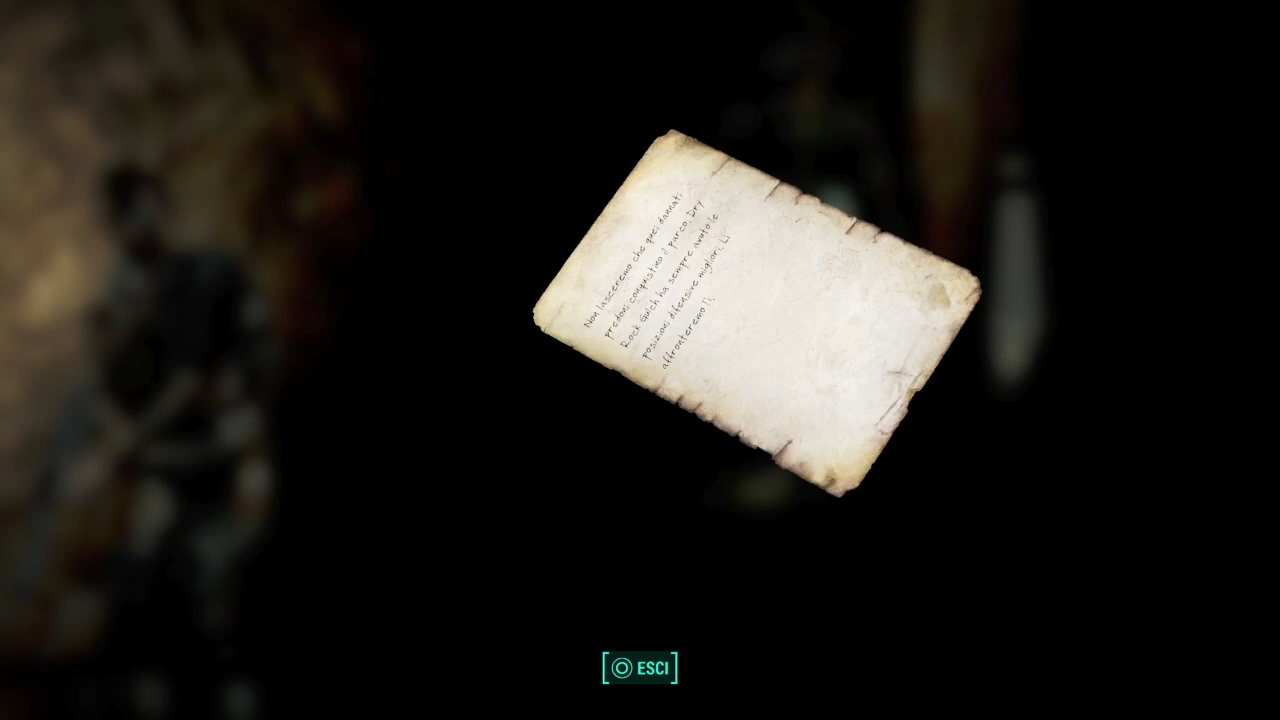 Non lasceremo che quei dannati
predoni conquistino il parco. Dry
Rock Gulch ha sempre avuto le
posizioni difensive migliori. Li
affronteremo lì.
ESCI